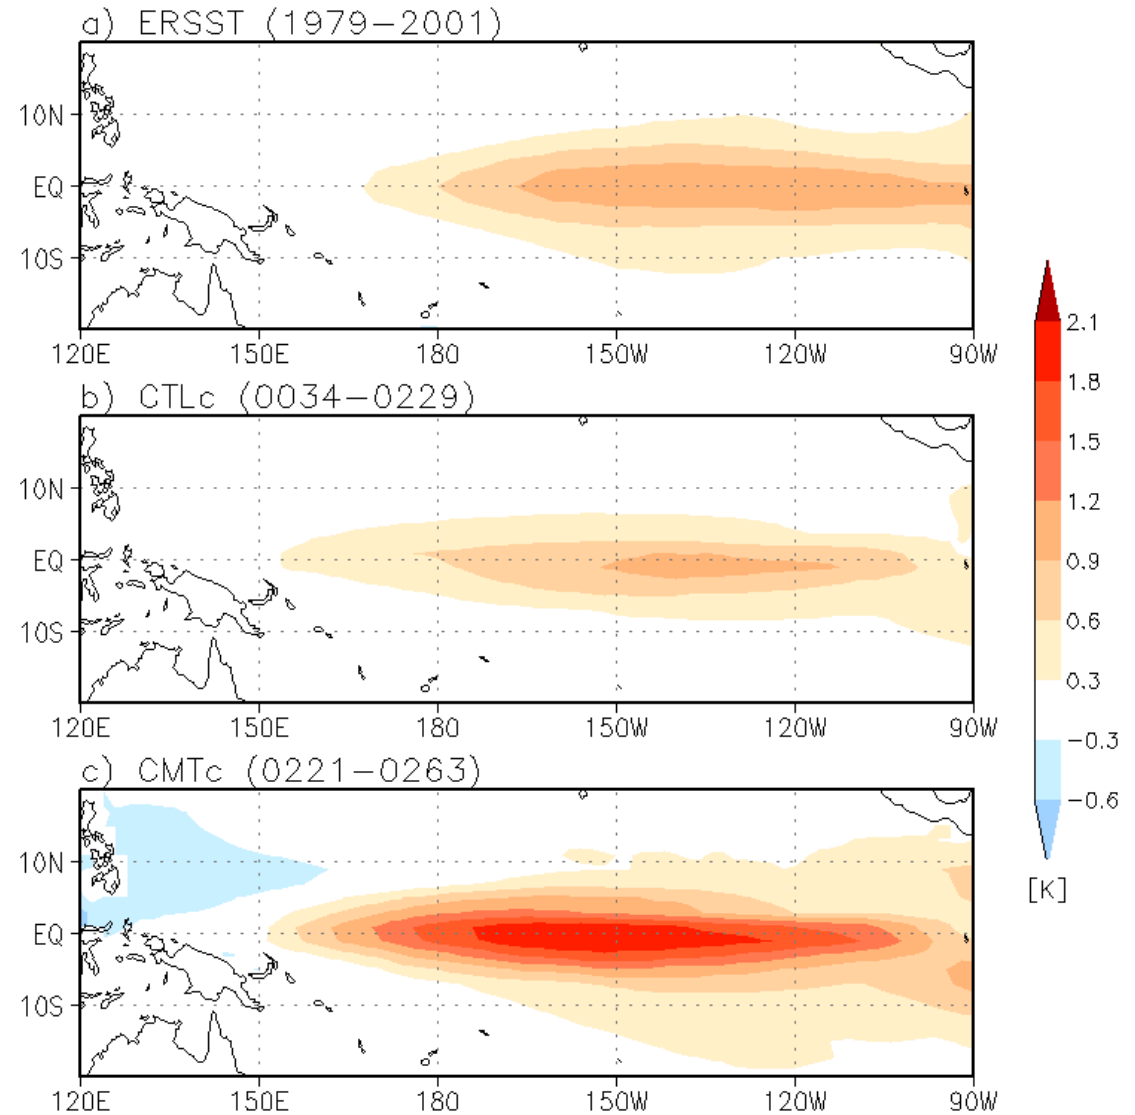 a) ERSST (1979−2001)
10N
EQ
10S
120E 150E 180 150W 120W 90W
b) CTLc (0034−0229)
10N
EQ
10S
120E 150E 180 150W 120W 90W
c) CMTc (0221−0263)
10N
EQ
10S
120E 150E 180 150W 120W 90W
2.1
1.8
1.5
1.2
0.9
0.6
0.3
−0.3
−0.6
[K]